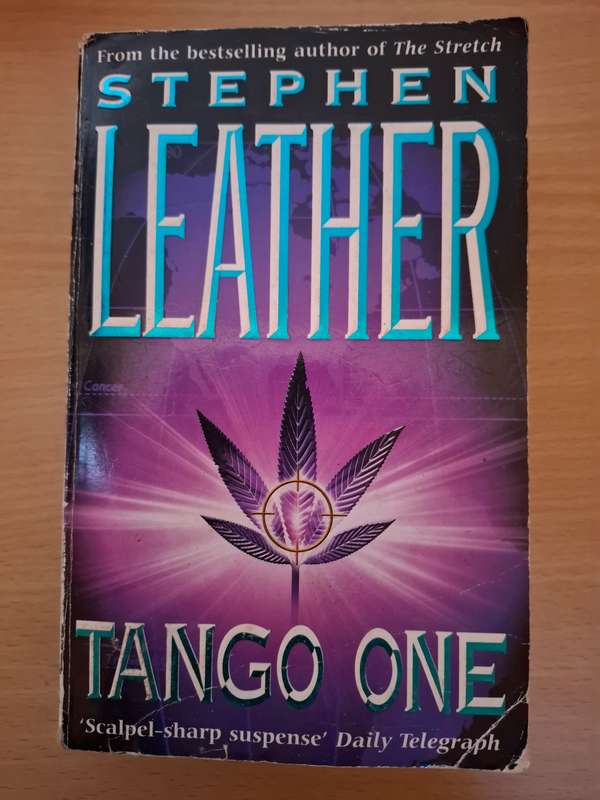 From the bestselling author of The Stretch
STEPHEN
LEATHER
Cancer
TANGO ONE
'Scalpel-sharp suspense' Daily Telegraph